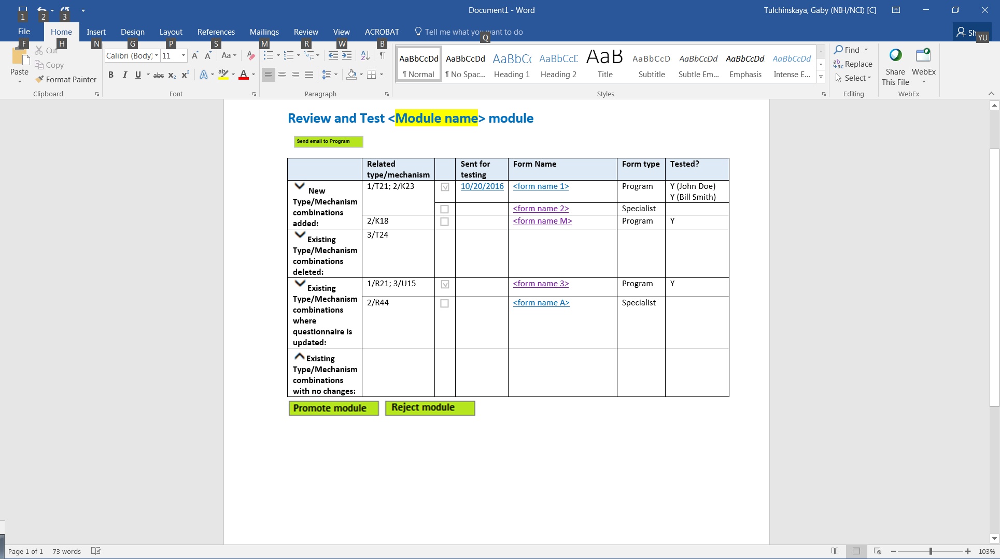 Document1 - Word
Tulchinskaya, Gaby (NIH/NCI) [C]
1 2 3
File Home Insert Design Layout References Mailings Review View ACROBAT Tell me what you want to do
F H N G P S M R W B Q YU
Paste
Cut
Copy
Format Painter
Clipboard
Calibri (Body) 11
Font
Paragraph
AaBbCcDd AaBbCcDd AaBbC AaBbCcD AaB AaBbCcD AaBbCcDd AaBbCcDd AaBbCcDd
¶ Normal ¶ No Spac... Heading 1 Heading 2 Title Subtitle Subtle Em... Emphasis Intense E...
Styles
Find
Replace
Select
Editing
Share
This File
WebEx
WebEx
Review and Test <Module name> module
Send email to Program
Related type/mechanism Sent for testing Form Name Form type Tested?
New Type/Mechanism combinations added:
1/T21; 2/K23 10/20/2016 <form name 1> Program Y (John Doe)
Y (Bill Smith)
<form name 2> Specialist
2/K18 <form name M> Program Y
Existing Type/Mechanism combinations deleted:
3/T24
Existing Type/Mechanism combinations where questionnaire is updated:
1/R21; 3/U15 <form name 3> Program Y
2/R44 <form name A> Specialist
Existing Type/Mechanism combinations with no changes:
Promote module Reject module
Page 1 of 1 73 words
103%